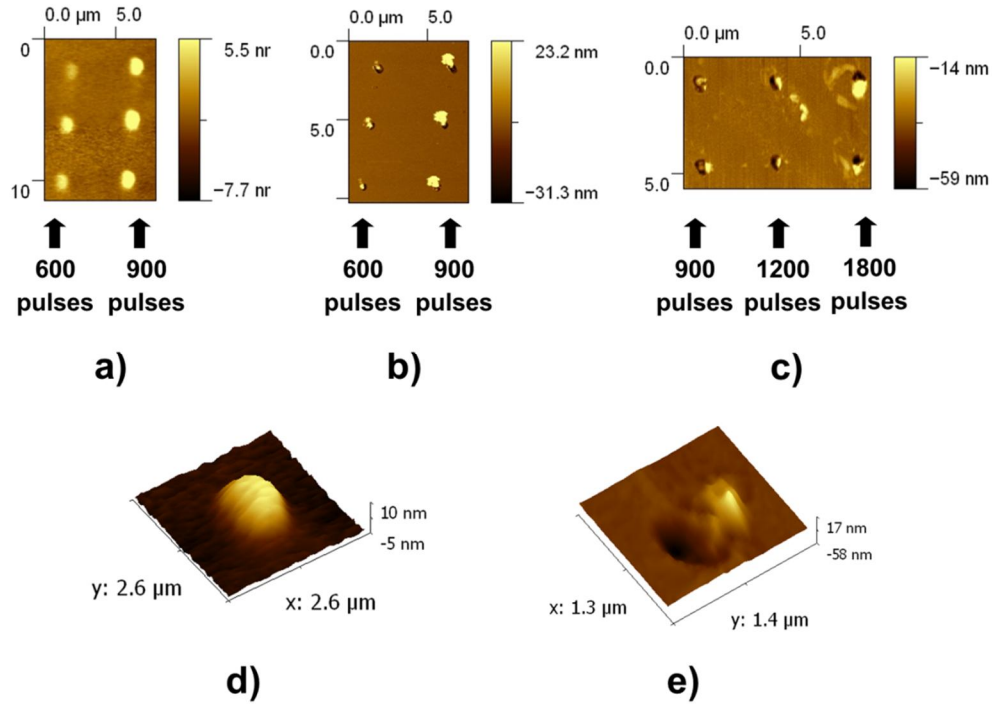 0.0 µm 5.0
0
10
5.5 nr
−7.7 nr
600 pulses
900 pulses
a)
0.0 µm 5.0
0.0
5.0
23.2 nm
−31.3 nm
600 pulses
900 pulses
b)
0.0 µm 5.0
0.0
5.0
−14 nm
−59 nm
900 pulses
1200 pulses
1800 pulses
c)
10 nm
-5 nm
y: 2.6 µm
x: 2.6 µm
d)
17 nm
-58 nm
x: 1.3 µm
y: 1.4 µm
e)